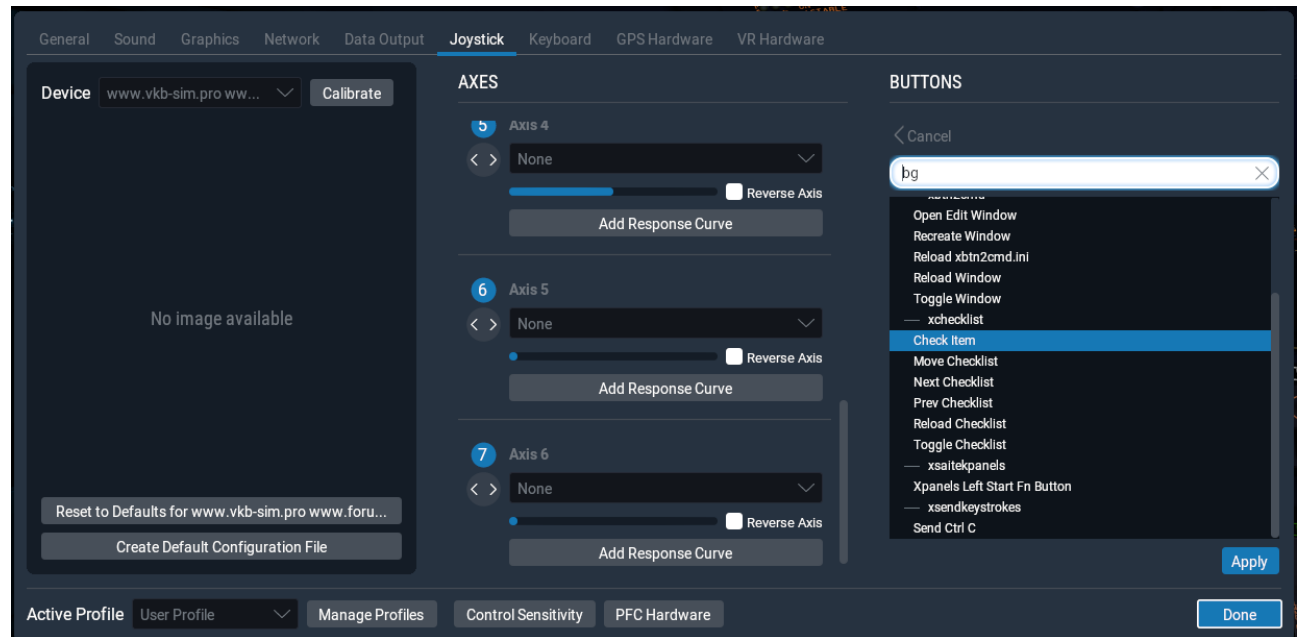 General Sound Graphics Network Data Output Joystick Keyboard GPS Hardware VR Hardware
Device www.vkb-sim.pro ww... Calibrate
No image available
Reset to Defaults for www.vkb-sim.pro www.foru...
Create Default Configuration File
AXES
5 Axis 4
None
Reverse Axis
Add Response Curve
6 Axis 5
None
Reverse Axis
Add Response Curve
7 Axis 6
None
Reverse Axis
Add Response Curve
BUTTONS
Cancel
bg
Open Edit Window
Recreate Window
Reload xbtn2cmd.ini
Reload Window
Toggle Window
xchecklist
Check Item
Move Checklist
Next Checklist
Prev Checklist
Reload Checklist
Toggle Checklist
xsaitekpanels
Xpanels Left Start Fn Button
xsendkeystrokes
Send Ctrl C
Apply
Active Profile User Profile Manage Profiles Control Sensitivity PFC Hardware Done